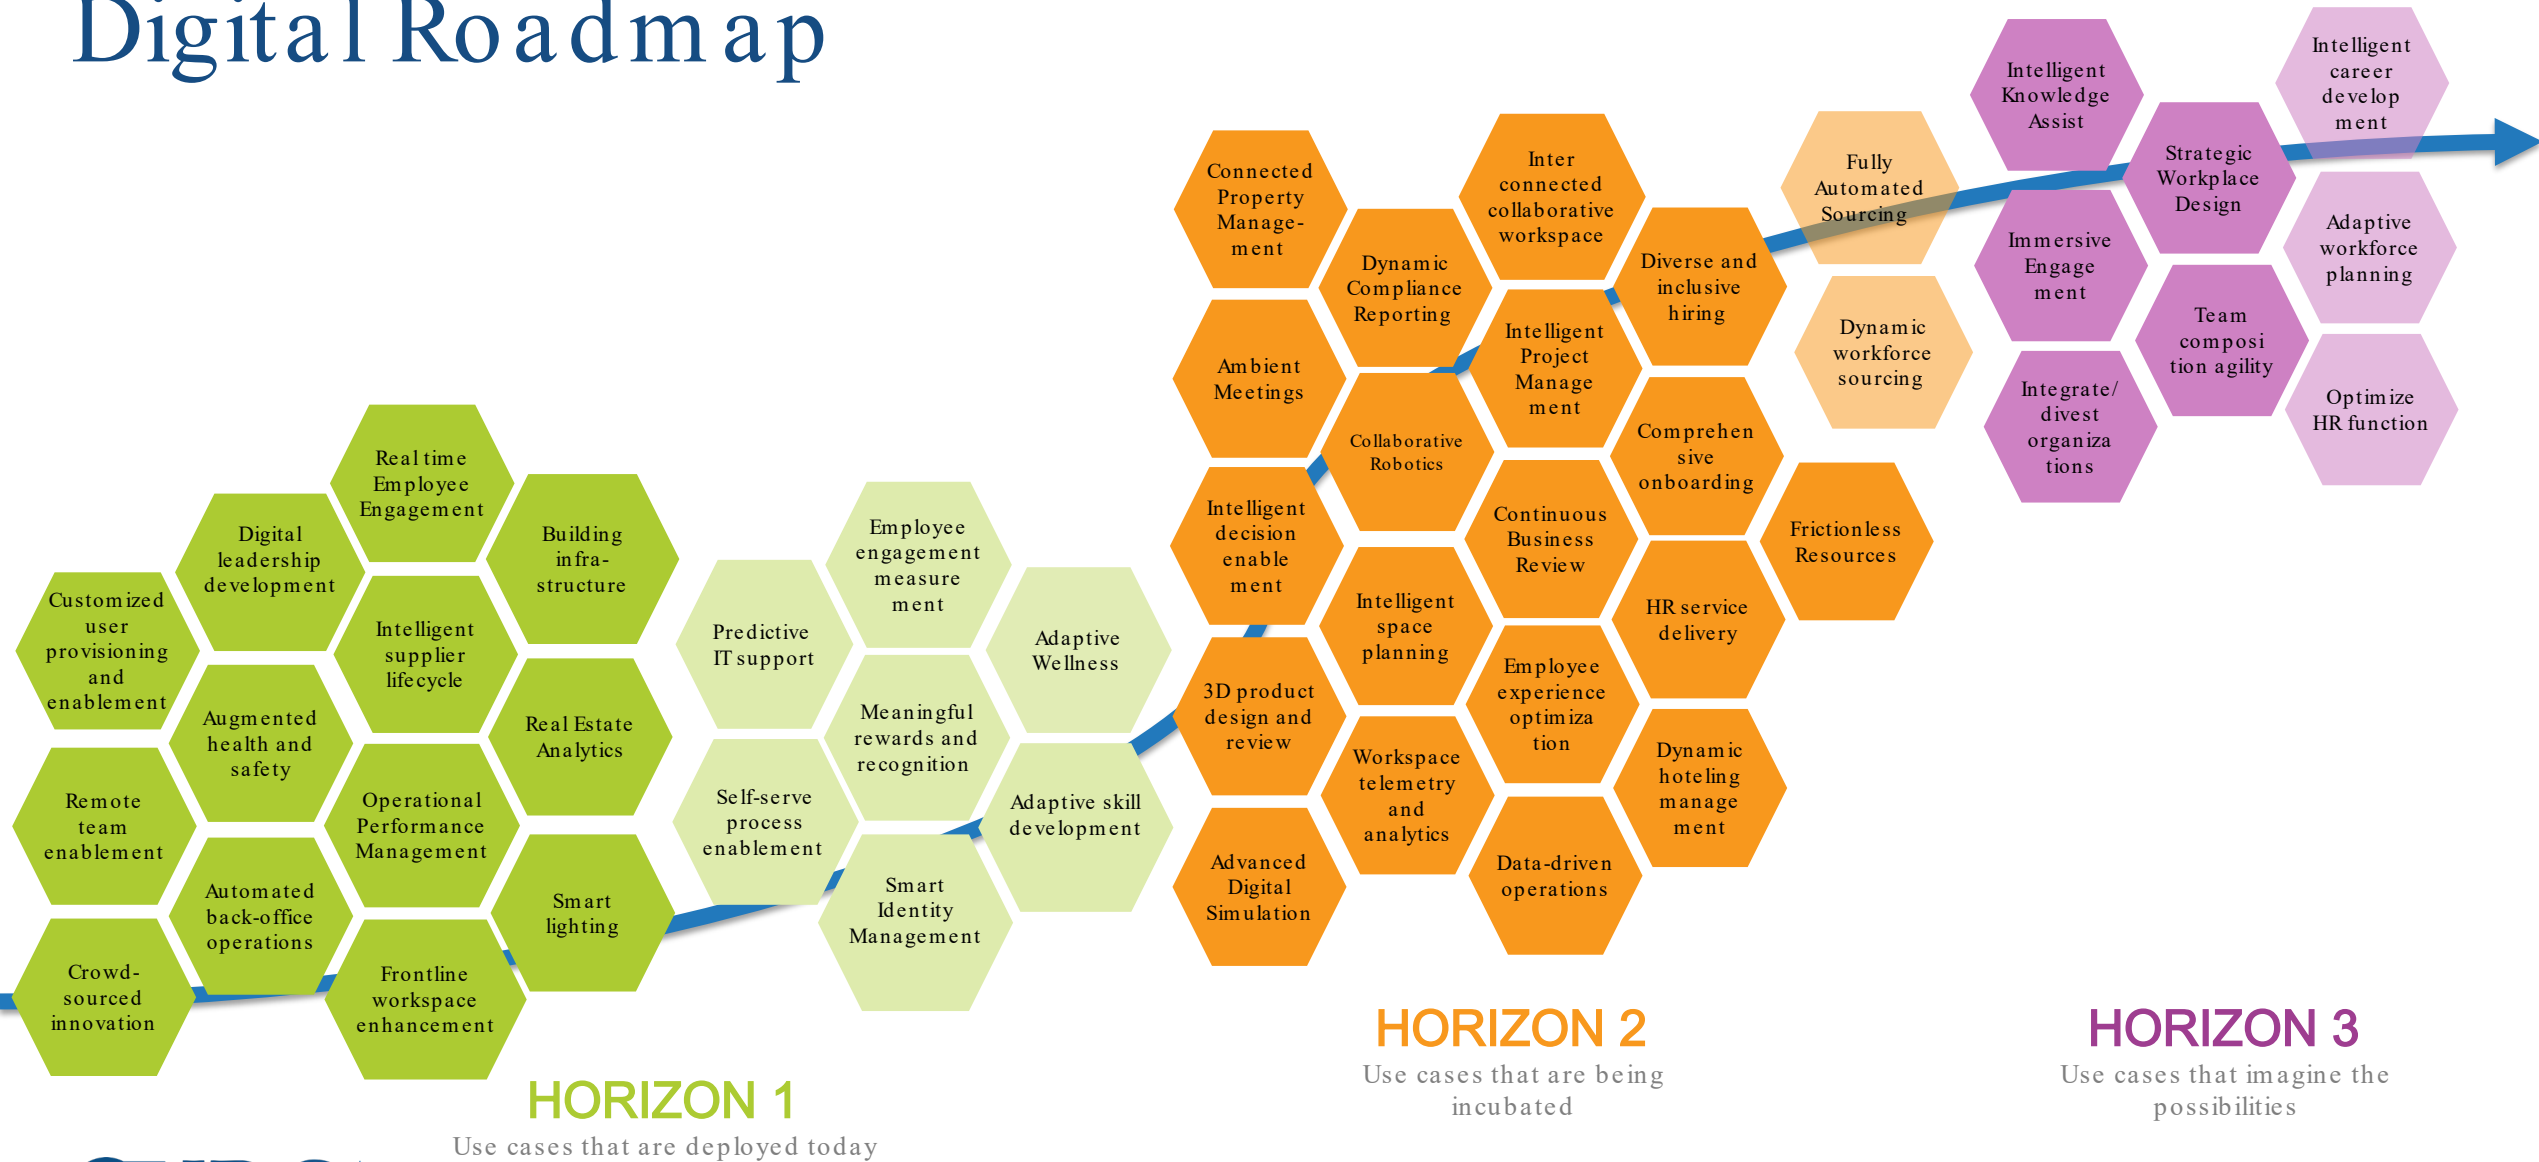 Digital Roadmap
Customized
user
provisioning
and
enablement
Remote
team
enablement
Crowd-
sourced
innovation
Digital
leadership
development
Augmented
health and
safety
Automated
back-office
operations
Real time
Employee
Engagement
Intelligent
supplier
lifecycle
Operational
Performance
Management
Frontline
workspace
enhancement
Building
infra-
structure
Real Estate
Analytics
Smart
lighting
Predictive
IT support
Self-serve
process
enablement
Employee
engagement
measure
ment
Meaningful
rewards and
recognition
Smart
Identity
Management
Adaptive
Wellness
Adaptive skill
development
HORIZON 1
Use cases that are deployed today
Connected
Property
Manage-
ment
Ambient
Meetings
Intelligent
decision
enable
ment
3D product
design and
review
Advanced
Digital
Simulation
Dynamic
Compliance
Reporting
Collaborative
Robotics
Intelligent
space
planning
Workspace
telemetry
and
analytics
Inter
connected
collaborative
workspace
Intelligent
Project
Manage
ment
Continuous
Business
Review
Employee
experience
optimiza
tion
Data-driven
operations
Diverse and
inclusive
hiring
Comprehen
sive
onboarding
HR service
delivery
Dynamic
hoteling
manage
ment
Fully
Automated
Sourcing
Dynamic
workforce
sourcing
Frictionless
Resources
HORIZON 2
Use cases that are being
incubated
Intelligent
Knowledge
Assist
Immersive
Engage
ment
Integrate/
divest
organiza
tions
Strategic
Workplace
Design
Team
composi
tion agility
Intelligent
career
develop
ment
Adaptive
workforce
planning
Optimize
HR function
HORIZON 3
Use cases that imagine the
possibilities